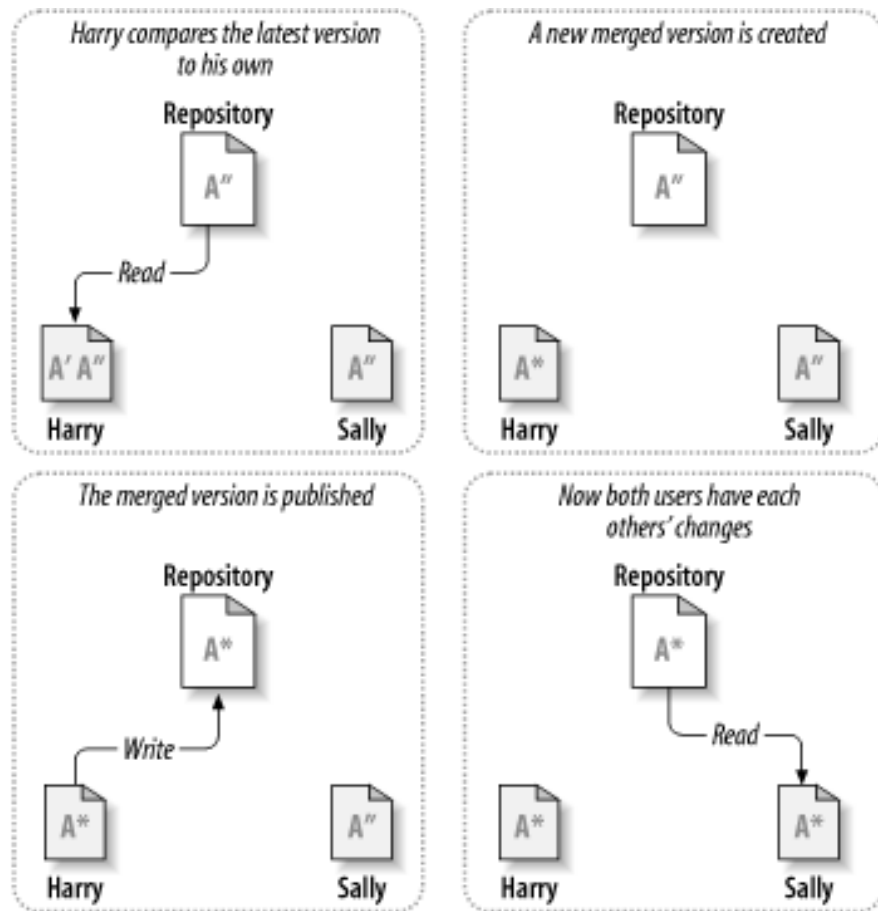 Harry compares the latest version
to his own
Repository
A″
Read
A′ A″
A″
Harry
Sally
A new merged version is created
Repository
A″
A*
A″
Harry
Sally
The merged version is published
Repository
A*
Write
A*
A″
Harry
Sally
Now both users have each
others’ changes
Repository
A*
Read
A*
A*
Harry
Sally